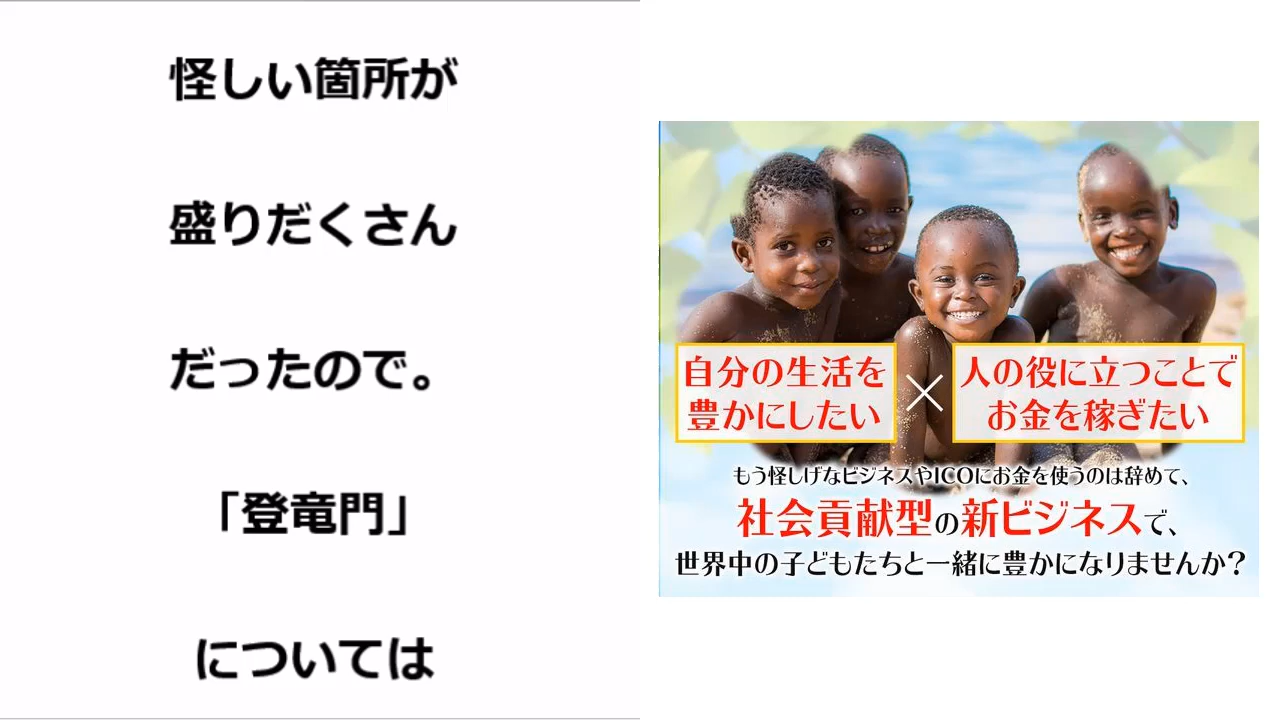 怪しい箇所が
盛りだくさん
だったので。
「登竜門」
については
自分の生活を
豊かにしたい
×
人の役に立つことで
お金を稼ぎたい
もう怪しげなビジネスやICOにお金を使うのは辞めて、
社会貢献型の新ビジネスで、
世界中の子どもたちと一緒に豊かになりませんか?